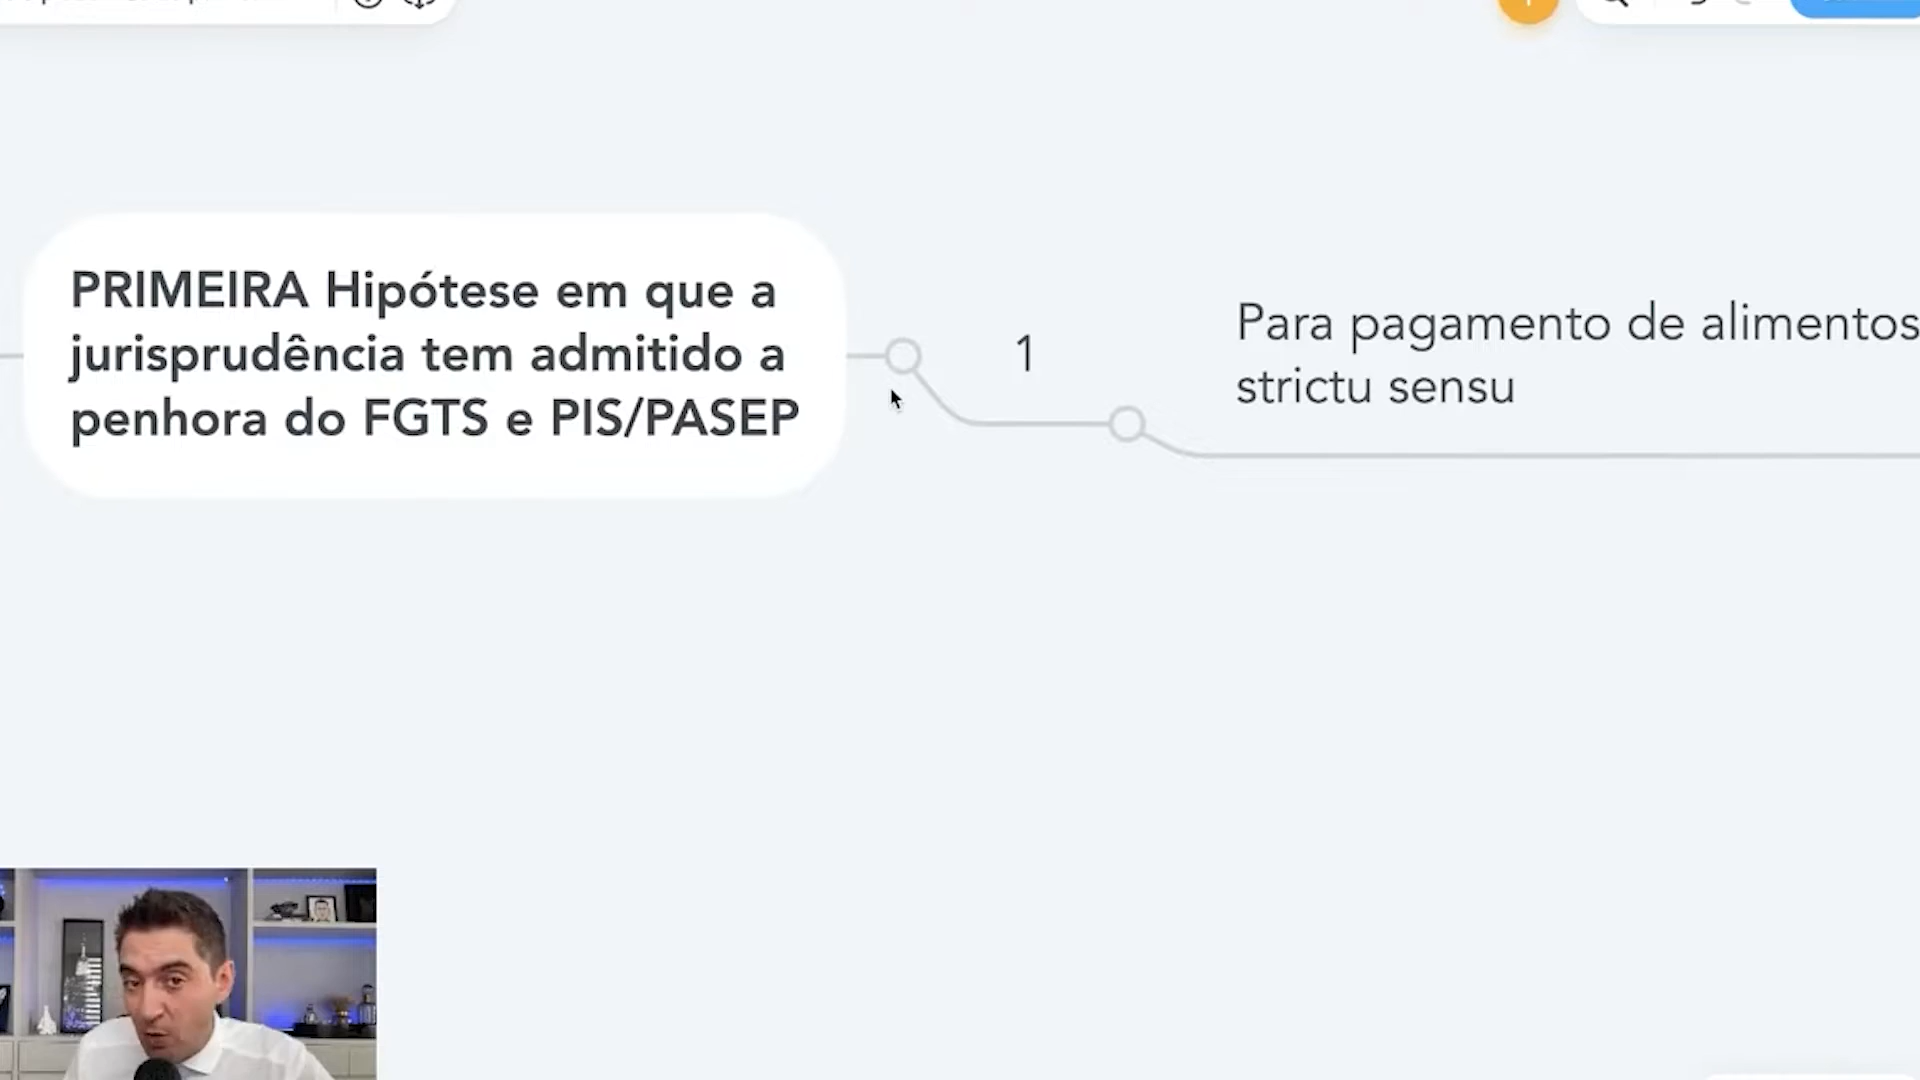 PRIMEIRA Hipótese em que a
jurisprudência tem admitido a
penhora do FGTS e PIS/PASEP
1
Para pagamento de alimentos
strictu sensu